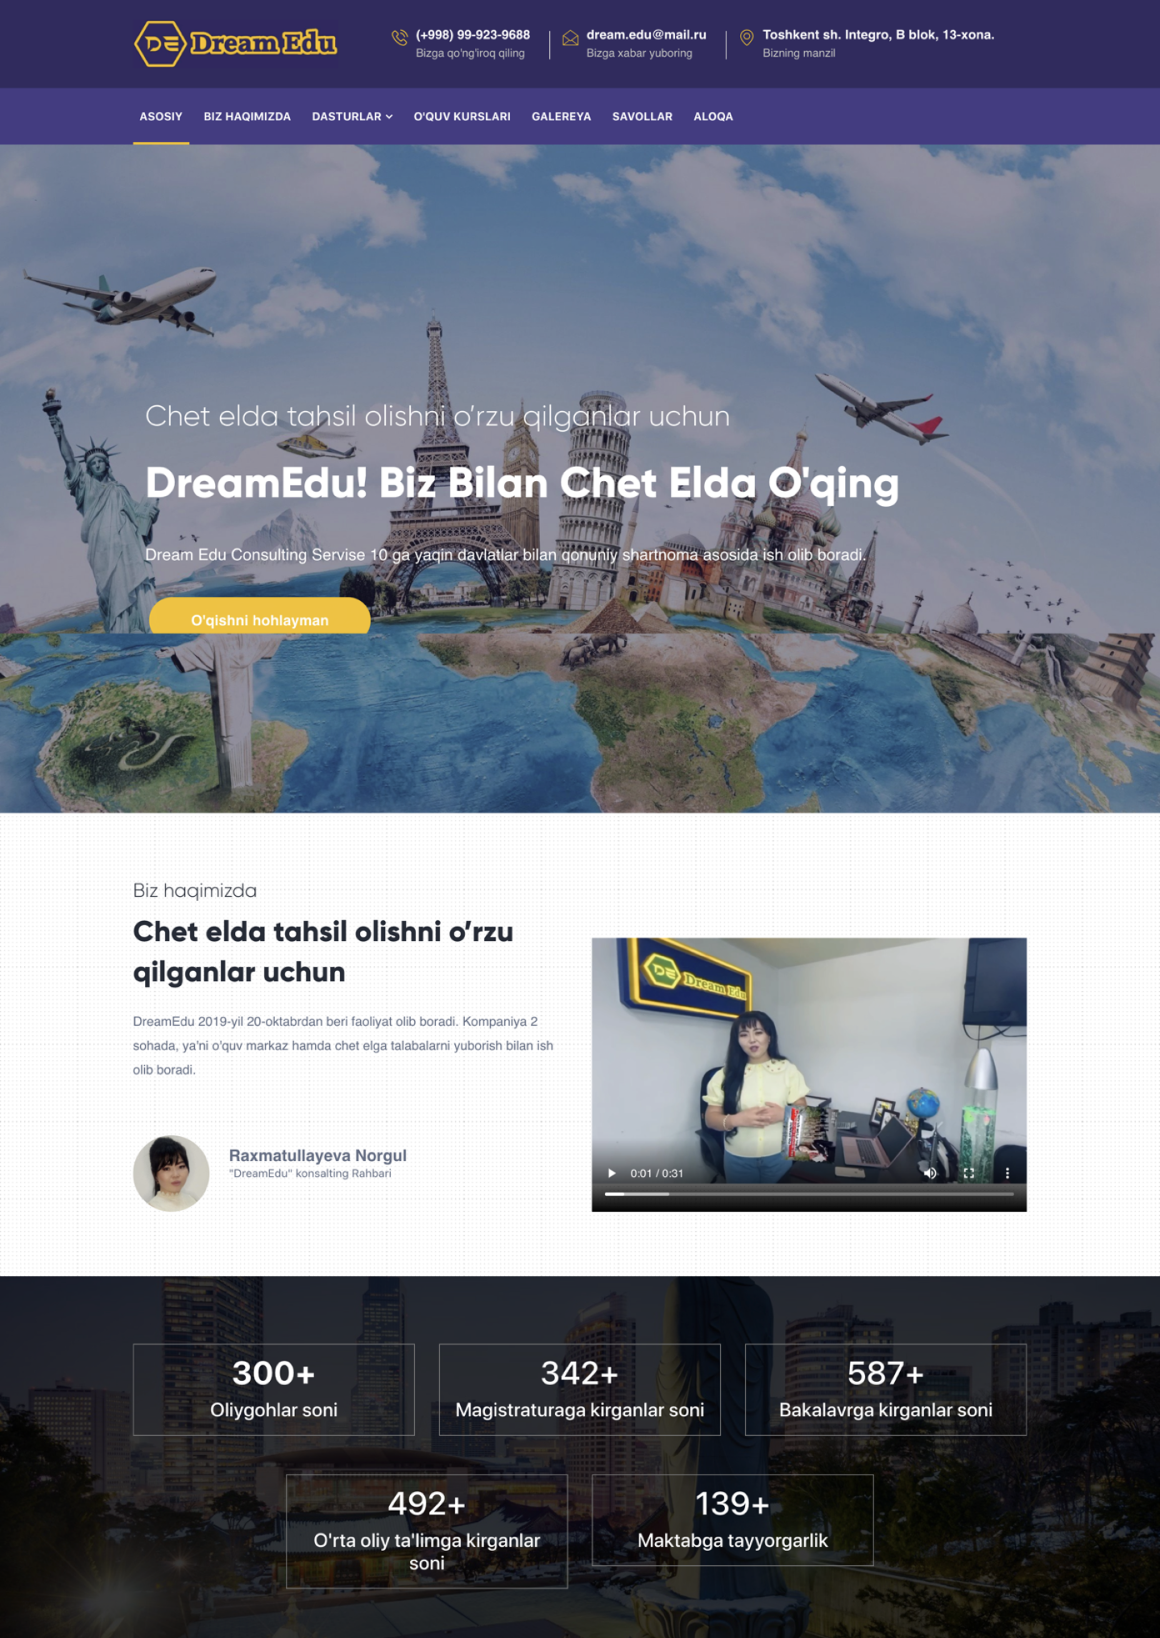 DE Dream Edu
(+998) 99-923-9688
Bizga qo'ng'iroq qiling
dream.edu@mail.ru
Bizga xabar yuboring
Toshkent sh. Integro, B blok, 13-xona.
Bizning manzil
ASOSIY
BIZ HAQIMIZDA
DASTURLAR
O'QUV KURSLARI
GALEREYA
SAVOLLAR
ALOQA
Chet elda tahsil olishni o’rzu qilganlar uchun
DreamEdu! Biz Bilan Chet Elda O'qing
Dream Edu Consulting Servise 10 ga yaqin davlatlar bilan qonuniy shartnoma asosida ish olib boradi.
O'qishni hohlayman
Biz haqimizda
Chet elda tahsil olishni o’rzu
qilganlar uchun
DreamEdu 2019-yil 20-oktabrdan beri faoliyat olib boradi. Kompaniya 2
sohada, ya'ni o'quv markaz hamda chet elga talabalarni yuborish bilan ish
olib boradi.
Raxmatullayeva Norgul
"DreamEdu" konsalting Rahbari
DE Dream Edu
0:01 / 0:31
300+
Oliygohlar soni
342+
Magistraturaga kirganlar soni
587+
Bakalavrga kirganlar soni
492+
O'rta oliy ta'limga kirganlar
soni
139+
Maktabga tayyorgarlik